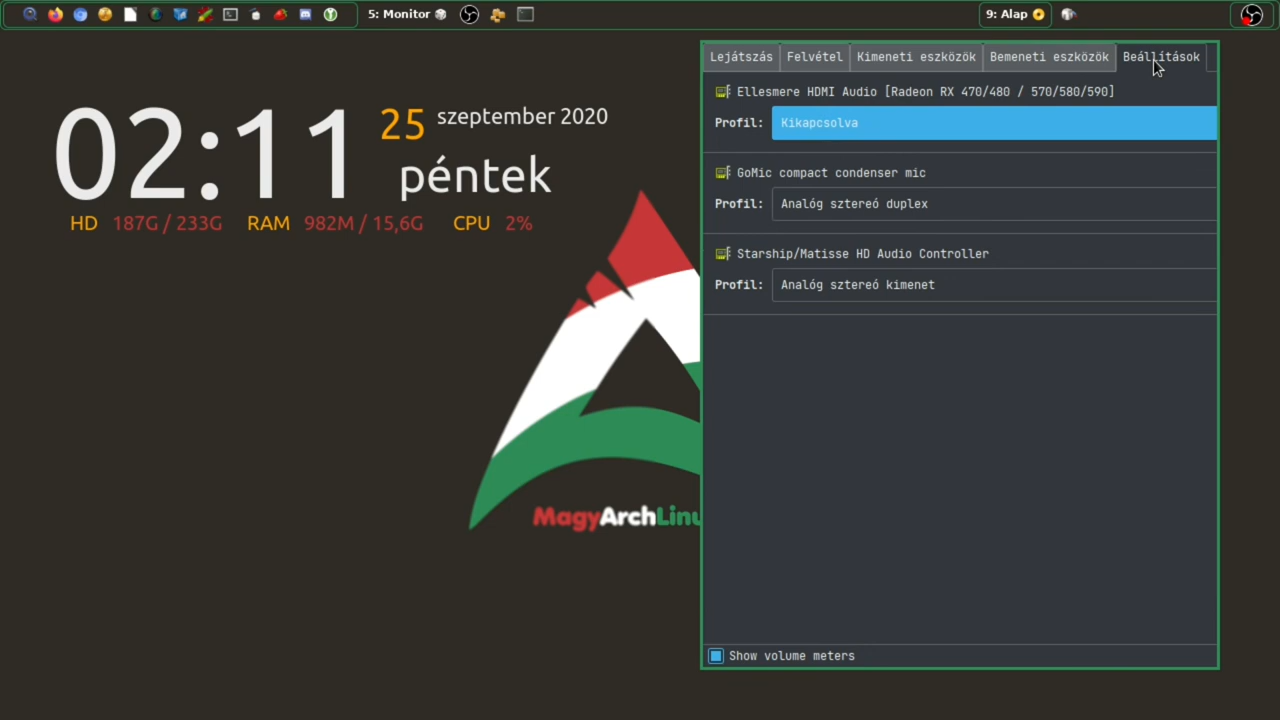 5: Monitor
9: Alap
02:11
25
szeptember 2020
péntek
HD 187G / 233G RAM 982M / 15,6G CPU 2%
MagyArchLinu
Lejátszás Felvétel Kimeneti eszközök Bemeneti eszközök Beállítások
Ellesmere HDMI Audio [Radeon RX 470/480 / 570/580/590]
Profil: Kikapcsolva
GoMic compact condenser mic
Profil: Analóg sztereó duplex
Starship/Matisse HD Audio Controller
Profil: Analóg sztereó kimenet
Show volume meters